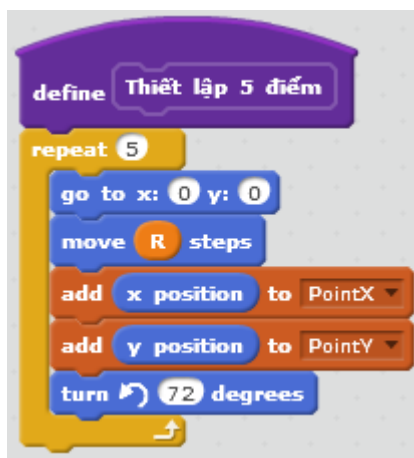 define Thiết lập 5 điểm
repeat 5
go to x: 0 y: 0
move R steps
add x position to PointX
add y position to PointY
turn 72 degrees